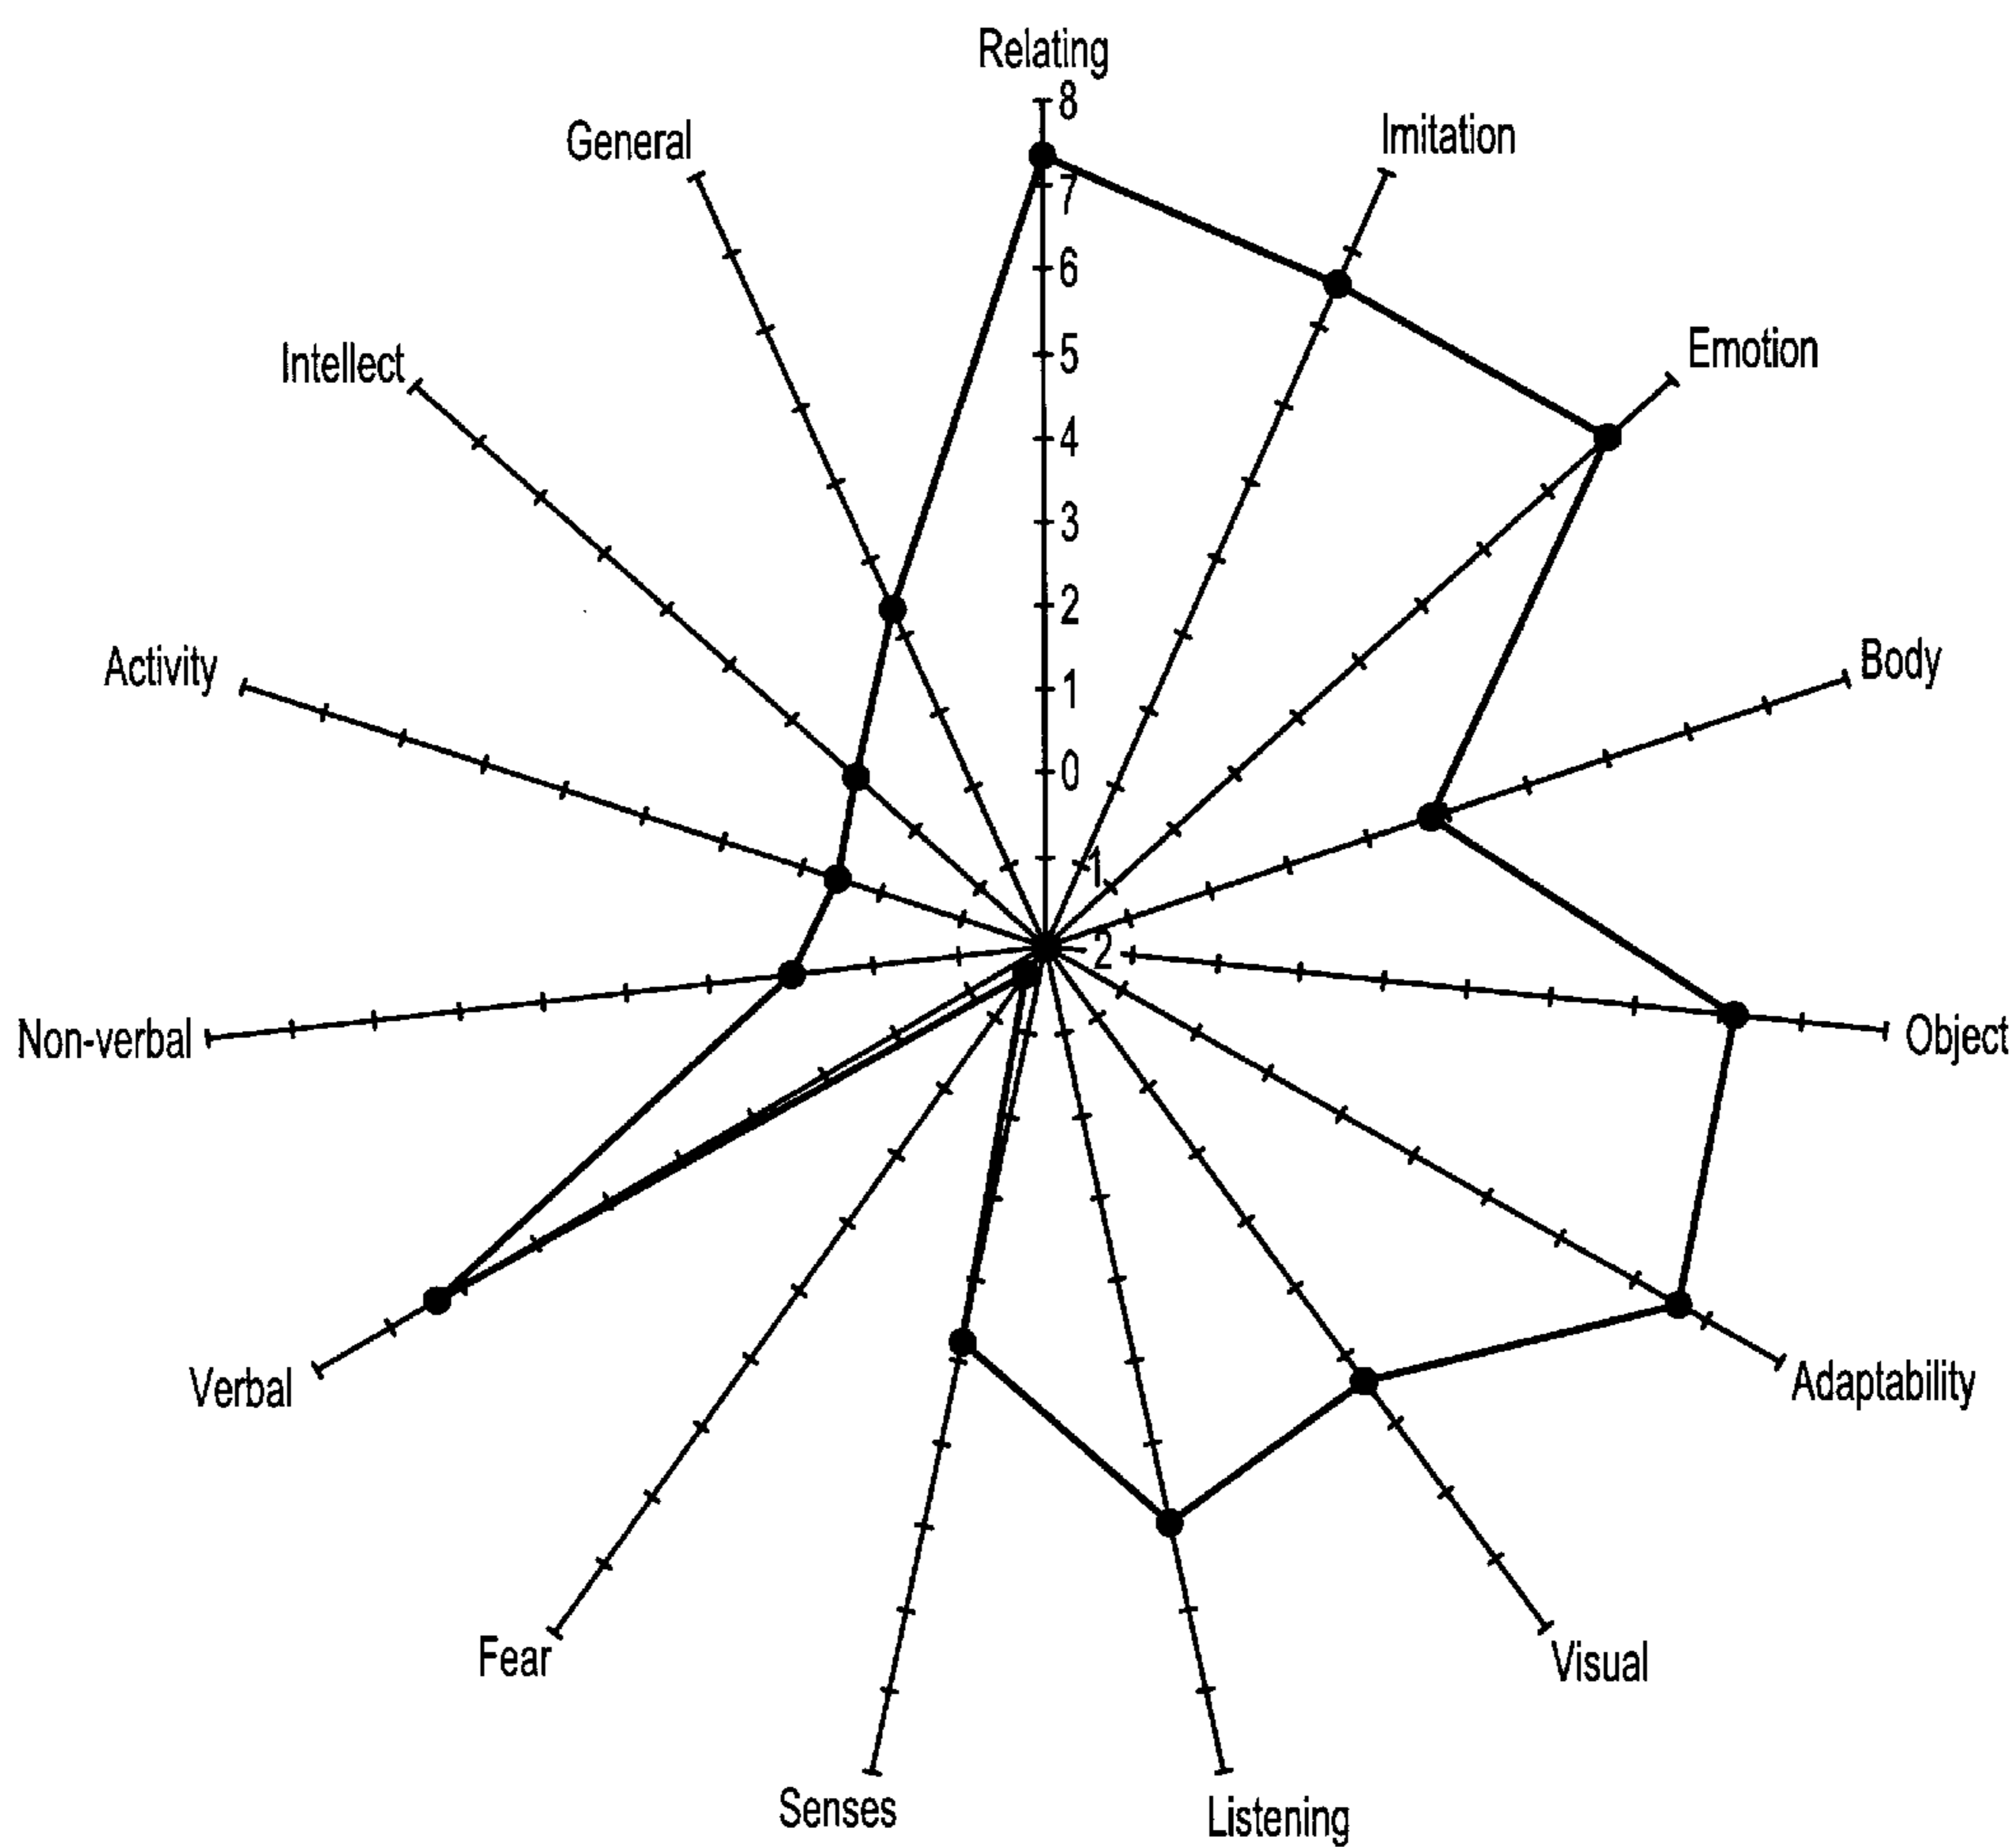 Relating
8
General
Imitation
7
6
Emotion
5
Intellect
4
3
Body
Activity
2
1
0
1
2
Object
Non-verbal
Verbal
Adaptability
Fear
Visual
Senses
Listening